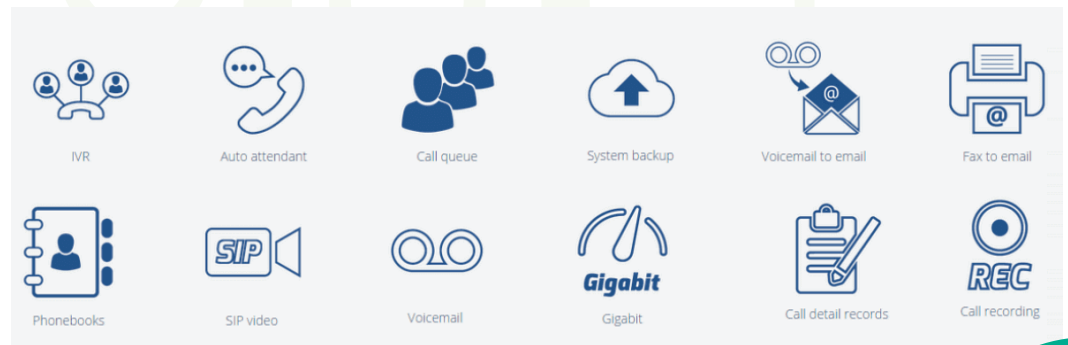 IVR
Auto attendant
Call queue
System backup
@
Voicemail to email
@
Fax to email
Phonebooks
SIP
SIP video
Voicemail
Gigabit
Gigabit
Call detail records
REC
Call recording